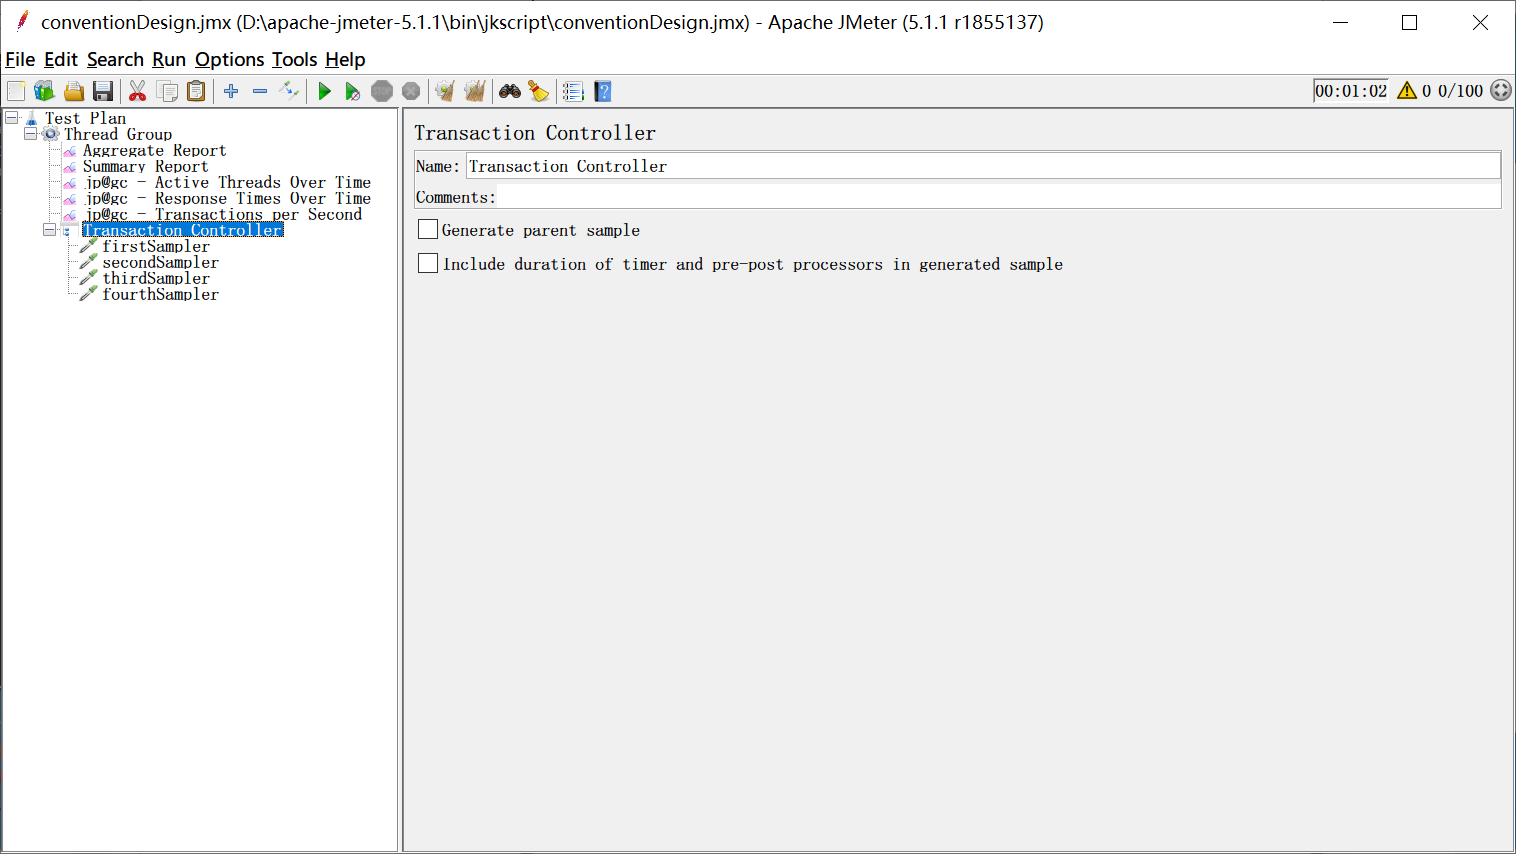 conventionDesign.jmx (D:\apache-jmeter-5.1.1\bin\jkscript\conventionDesign.jmx) - Apache JMeter (5.1.1 r1855137)
File Edit Search Run Options Tools Help
00:01:02 0 0/100
Test Plan
Thread Group
Aggregate Report
Summary Report
jp@gc - Active Threads Over Time
jp@gc - Response Times Over Time
jp@gc - Transactions per Second
Transaction Controller
firstSampler
secondSampler
thirdSampler
fourthSampler
Transaction Controller
Name: Transaction Controller
Comments:
Generate parent sample
Include duration of timer and pre-post processors in generated sample